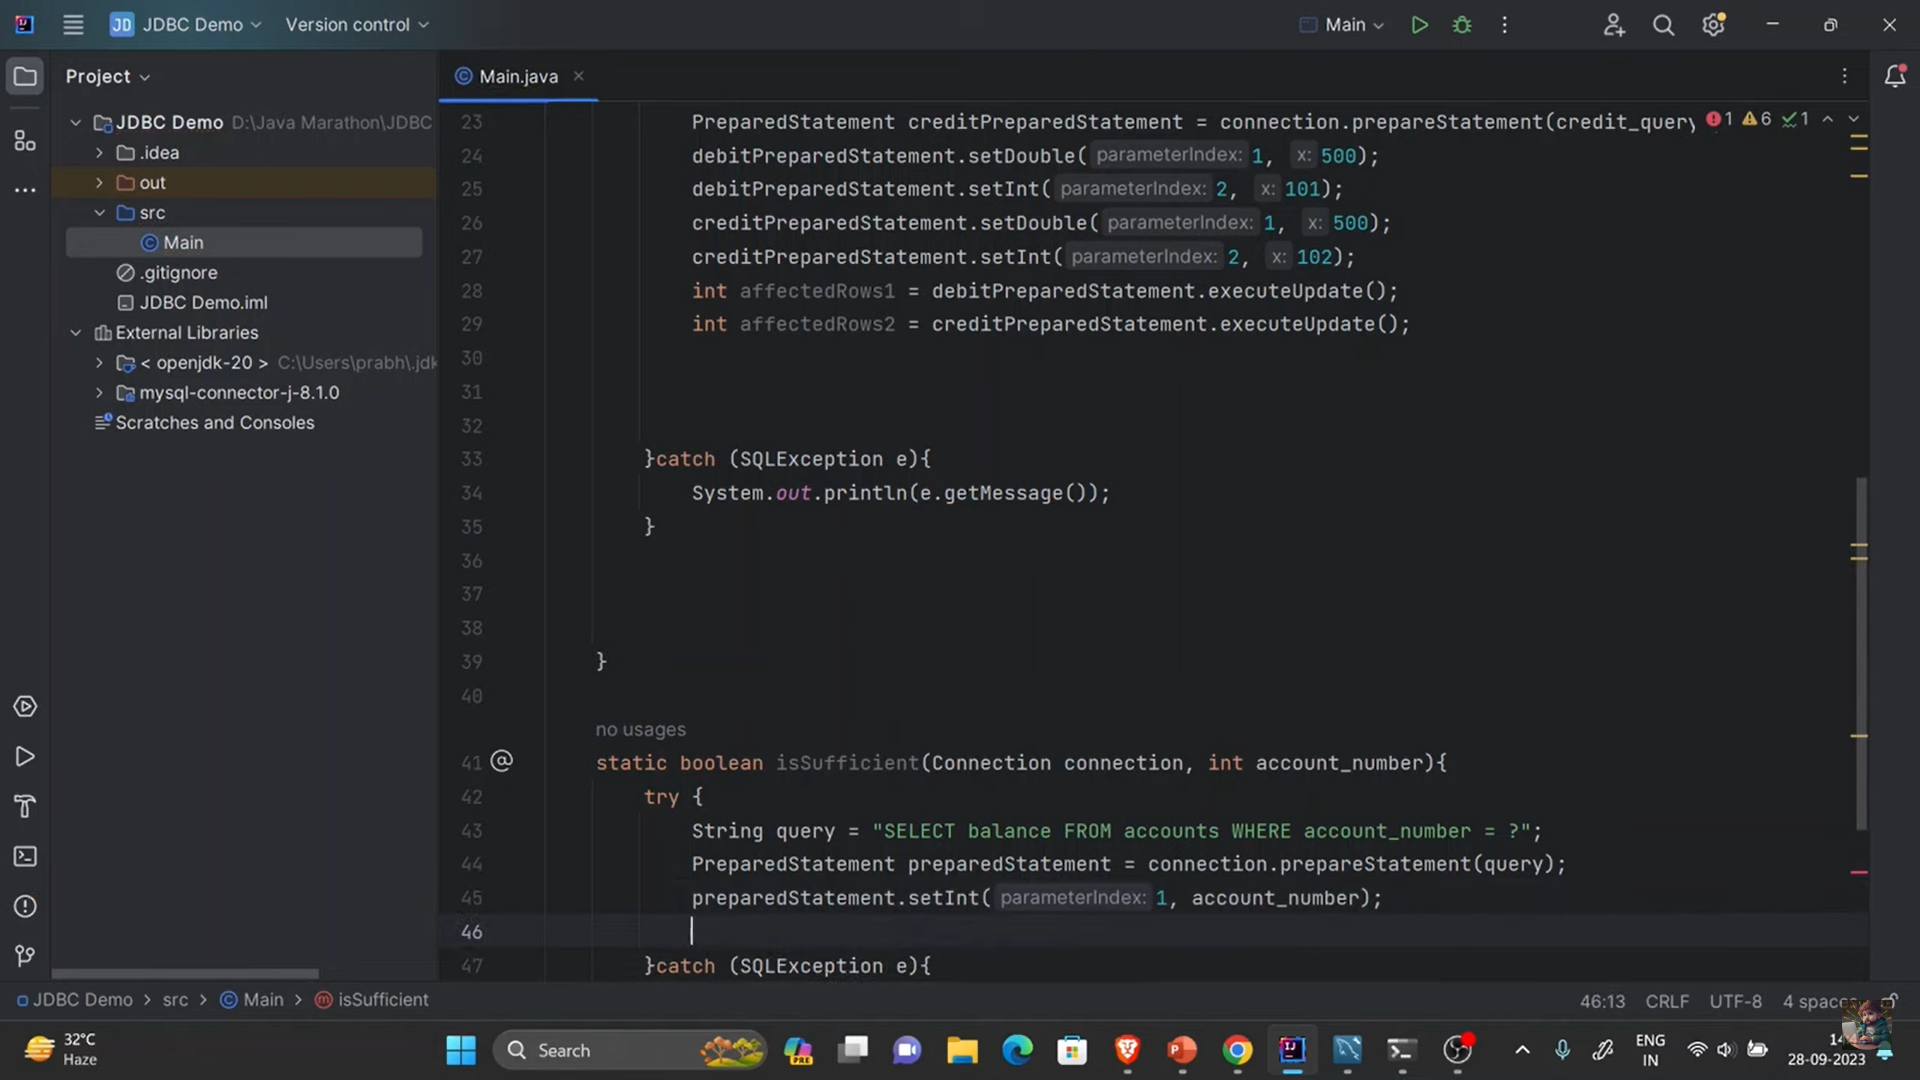 JD JDBC Demo Version control Main
Project
Main.java
JDBC Demo D:\Java Marathon\JDBC
.idea
out
src
Main
.gitignore
JDBC Demo.iml
External Libraries
< openjdk-20 > C:\Users\prabh\.jdk
mysql-connector-j-8.1.0
Scratches and Consoles
23 PreparedStatement creditPreparedStatement = connection.prepareStatement(credit_query 1 6 1
24 debitPreparedStatement.setDouble( parameterIndex: 1, x: 500);
25 debitPreparedStatement.setInt( parameterIndex: 2, x: 101);
26 creditPreparedStatement.setDouble( parameterIndex: 1, x: 500);
27 creditPreparedStatement.setInt( parameterIndex: 2, x: 102);
28 int affectedRows1 = debitPreparedStatement.executeUpdate();
29 int affectedRows2 = creditPreparedStatement.executeUpdate();
30
31
32
33 }catch (SQLException e){
34 System.out.println(e.getMessage());
35 }
36
37
38
39 }
40
no usages
41 @ static boolean isSufficient(Connection connection, int account_number){
42 try {
43 String query = "SELECT balance FROM accounts WHERE account_number = ?";
44 PreparedStatement preparedStatement = connection.prepareStatement(query);
45 preparedStatement.setInt( parameterIndex: 1, account_number);
46
47 }catch (SQLException e){
JDBC Demo > src > Main > isSufficient 46:13 CRLF UTF-8 4 spaces
32°C
Haze
Search
PRE
ENG
IN
14
28-09-2023